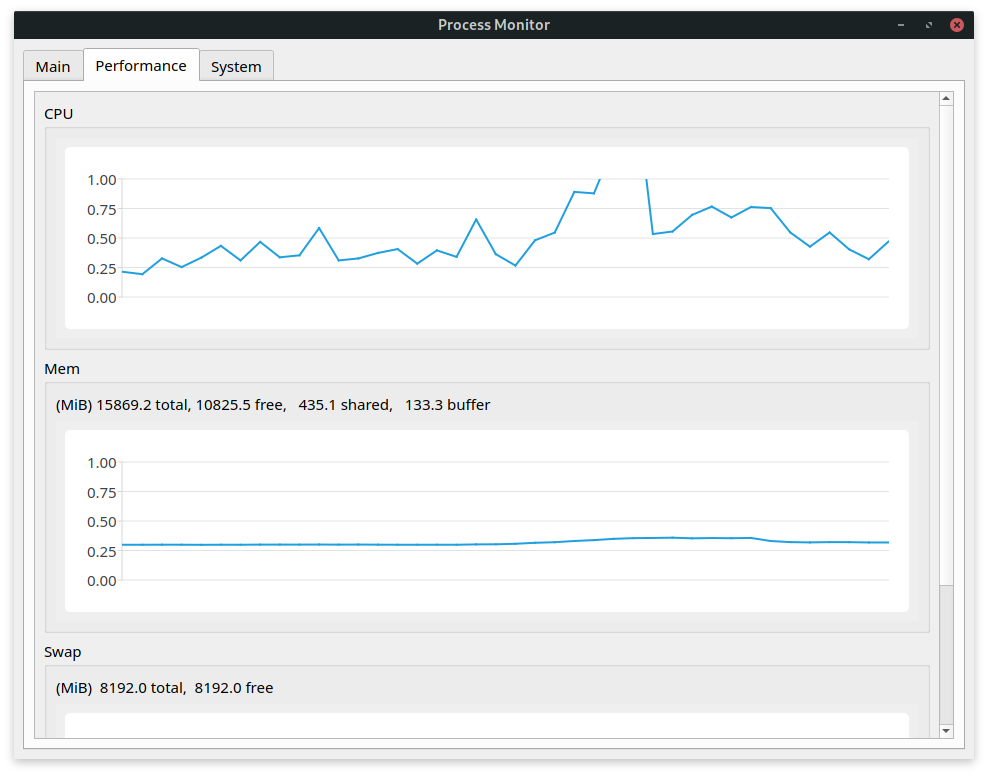 Process Monitor
Main Performance System
CPU
1.00
0.75
0.50
0.25
0.00
Mem
(MiB) 15869.2 total, 10825.5 free, 435.1 shared, 133.3 buffer
1.00
0.75
0.50
0.25
0.00
Swap
(MiB) 8192.0 total, 8192.0 free